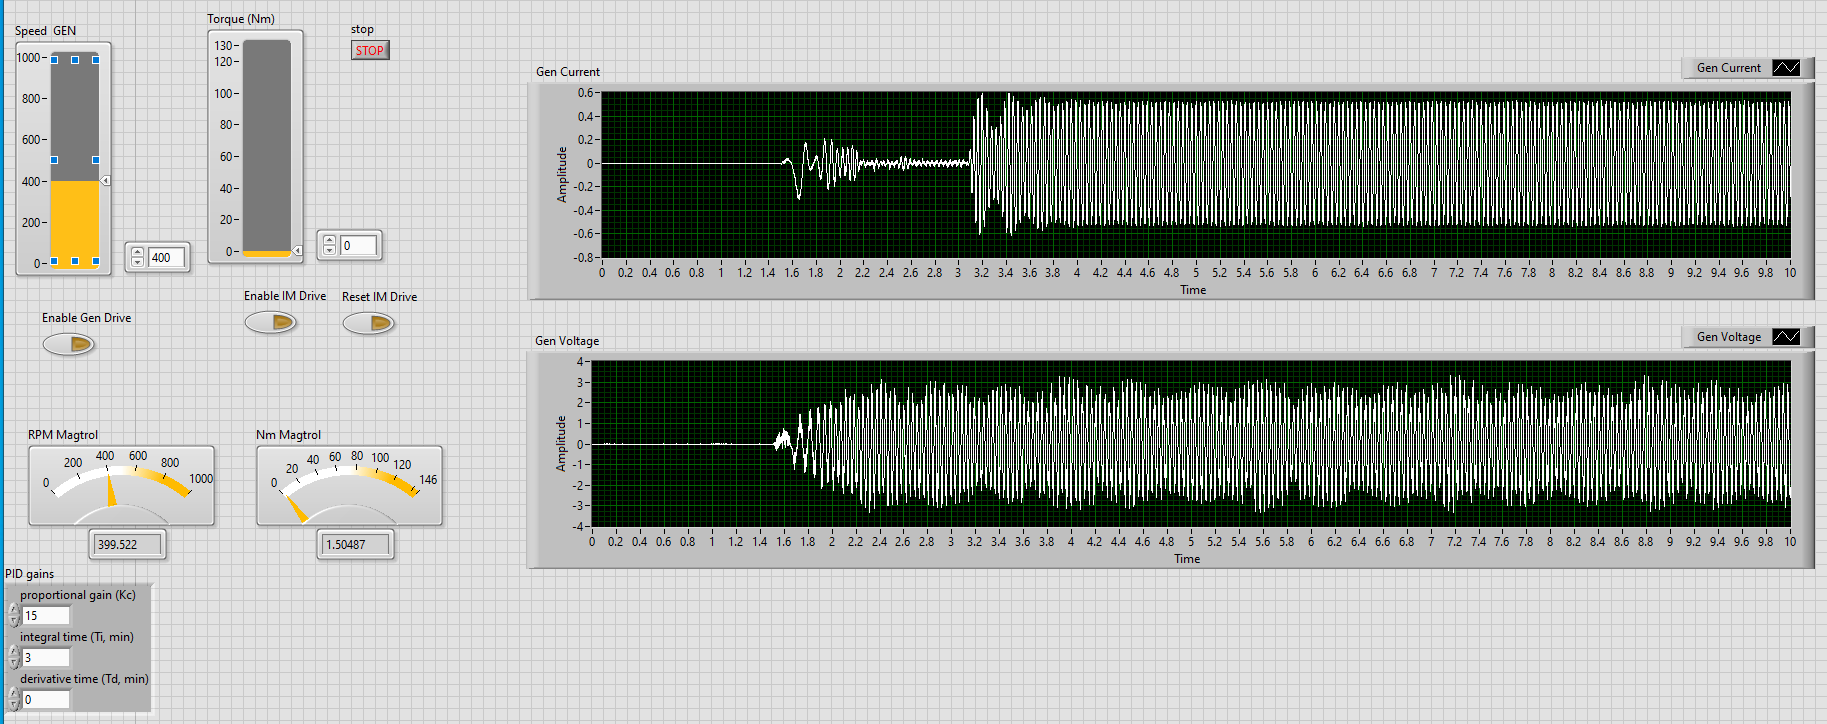 Speed GEN
1000
800
600
400
200
0
400
Torque (Nm)
130
120
100
80
60
40
20
0
0
stop
STOP
Enable Gen Drive
Enable IM Drive
Reset IM Drive
RPM Magtrol
0 200 400 600 800 1000
399.522
Nm Magtrol
0 20 40 60 80 100 120 146
1.50487
PID gains
proportional gain (Kc)
15
integral time (Ti, min)
3
derivative time (Td, min)
0
Gen Current
Gen Current
Amplitude
0.6
0.4
0.2
0
-0.2
-0.4
-0.6
-0.8
0 0.2 0.4 0.6 0.8 1 1.2 1.4 1.6 1.8 2 2.2 2.4 2.6 2.8 3 3.2 3.4 3.6 3.8 4 4.2 4.4 4.6 4.8 5 5.2 5.4 5.6 5.8 6 6.2 6.4 6.6 6.8 7 7.2 7.4 7.6 7.8 8 8.2 8.4 8.6 8.8 9 9.2 9.4 9.6 9.8 10
Time
Gen Voltage
Gen Voltage
Amplitude
4
3
2
1
0
-1
-2
-3
-4
0 0.2 0.4 0.6 0.8 1 1.2 1.4 1.6 1.8 2 2.2 2.4 2.6 2.8 3 3.2 3.4 3.6 3.8 4 4.2 4.4 4.6 4.8 5 5.2 5.4 5.6 5.8 6 6.2 6.4 6.6 6.8 7 7.2 7.4 7.6 7.8 8 8.2 8.4 8.6 8.8 9 9.2 9.4 9.6 9.8 10
Time